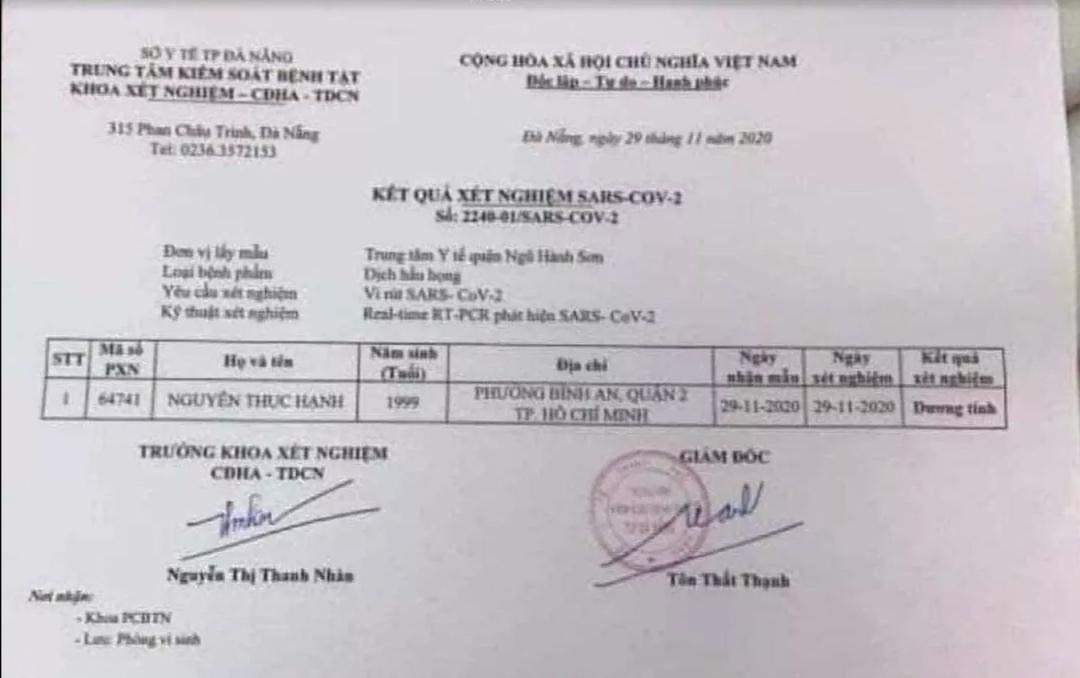 SỞ Y TẾ TP ĐÀ NẴNG
TRUNG TÂM KIỂM SOÁT BỆNH TẬT
KHOA XÉT NGHIỆM – CDHA - TDCN
315 Phan Châu Trinh, Đà Nẵng
Tel: 0236.3572153
CỘNG HÒA XÃ HỘI CHỦ NGHĨA VIỆT NAM
Độc lập – Tự do – Hạnh phúc
Đà Nẵng, ngày 29 tháng 11 năm 2020
KẾT QUẢ XÉT NGHIỆM SARS-COV-2
Số: 2240-01/SARS-COV-2
Đơn vị lấy mẫu Trung tâm Y tế quận Ngũ Hành Sơn
Loại bệnh phẩm Dịch hầu họng
Yêu cầu xét nghiệm Vi rút SARS- CoV-2
Kỹ thuật xét nghiệm Real-time RT-PCR phát hiện SARS- CoV-2
STT Mã số PXN Họ và tên Năm sinh (Tuổi) Địa chỉ Ngày nhận mẫu Ngày xét nghiệm Kết quả xét nghiệm
1 64741 NGUYỄN THỤC HẠNH 1999 PHƯỜNG BÌNH AN, QUẬN 2 TP. HỒ CHÍ MINH 29-11-2020 29-11-2020 Dương tính
TRƯỞNG KHOA XÉT NGHIỆM
CDHA - TDCN
GIÁM ĐỐC
Nguyễn Thị Thanh Nhàn
Tôn Thất Thạnh
Nơi nhận:
- Khoa PCBTN
- Lưu: Phòng vi sinh